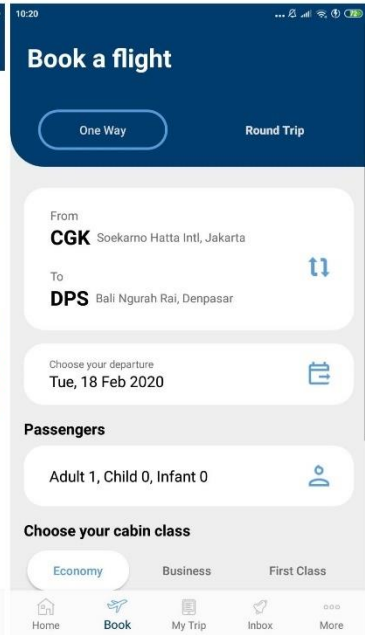 10:20
Book a flight
One Way Round Trip
From
CGK Soekarno Hatta Intl, Jakarta
To
DPS Bali Ngurah Rai, Denpasar
Choose your departure
Tue, 18 Feb 2020
Passengers
Adult 1, Child 0, Infant 0
Choose your cabin class
Economy Business First Class
Home Book My Trip Inbox More